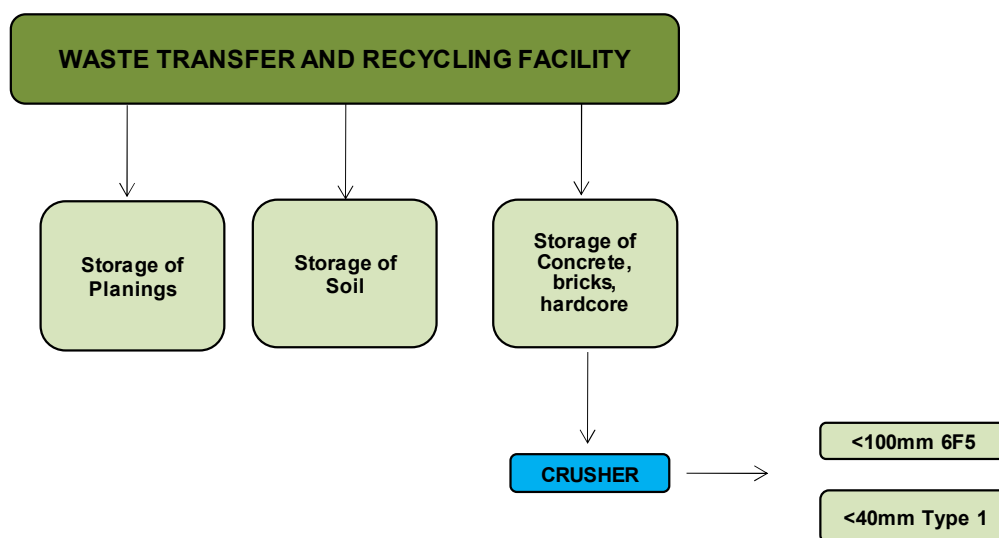 WASTE TRANSFER AND RECYCLING FACILITY
Storage of
Planings
Storage of
Soil
Storage of
Concrete,
bricks,
hardcore
CRUSHER
<100mm 6F5
<40mm Type 1